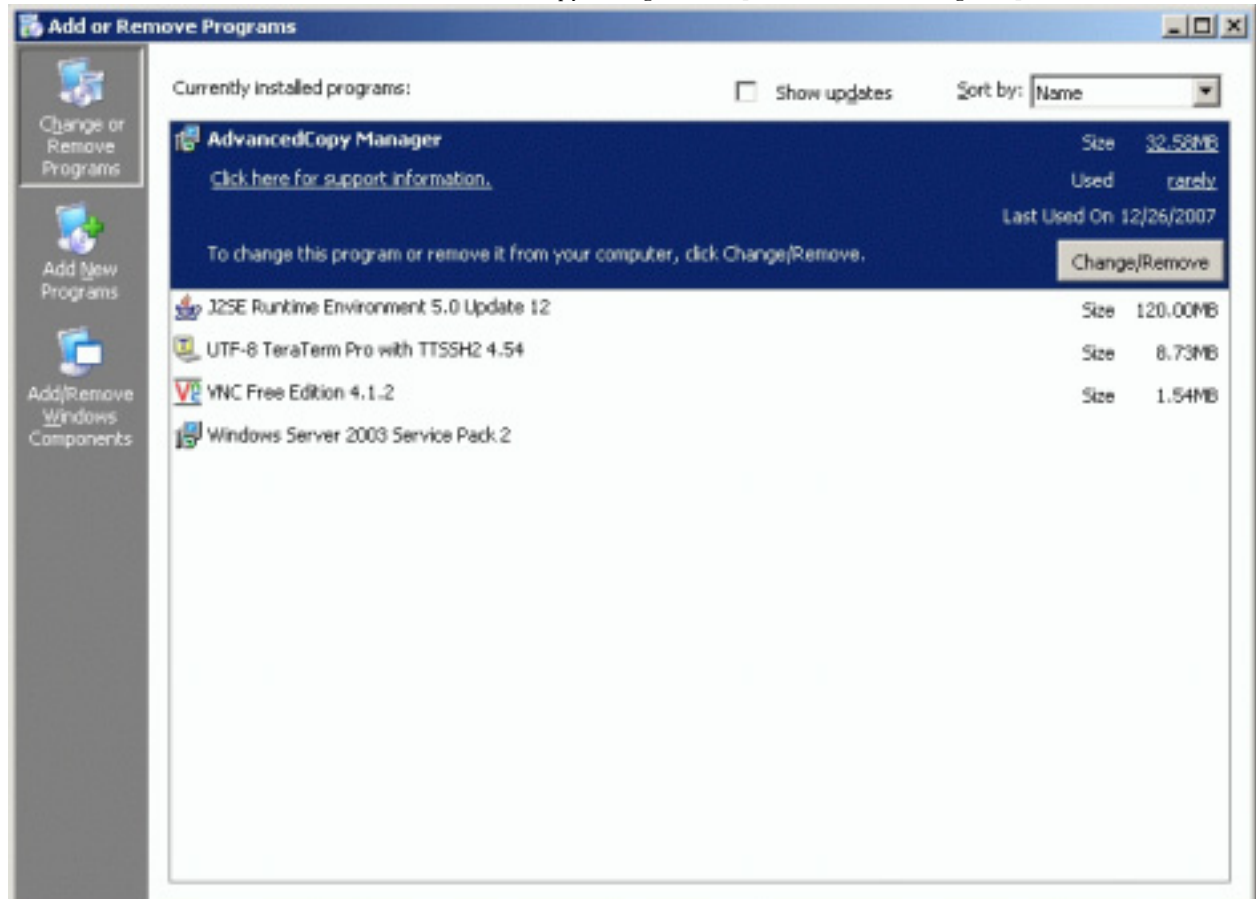 Add or Remove Programs
Change or
Remove
Programs
Add New
Programs
Add/Remove
Windows
Components
Currently installed programs:
Show updates
Sort by: Name
AdvancedCopy Manager Size 32.58MB
Click here for support information. Used rarely
Last Used On 12/26/2007
To change this program or remove it from your computer, click Change/Remove. Change/Remove
J2SE Runtime Environment 5.0 Update 12 Size 120.00MB
UTF-8 TeraTerm Pro with TTSSH2 4.54 Size 8.73MB
VNC Free Edition 4.1.2 Size 1.54MB
Windows Server 2003 Service Pack 2